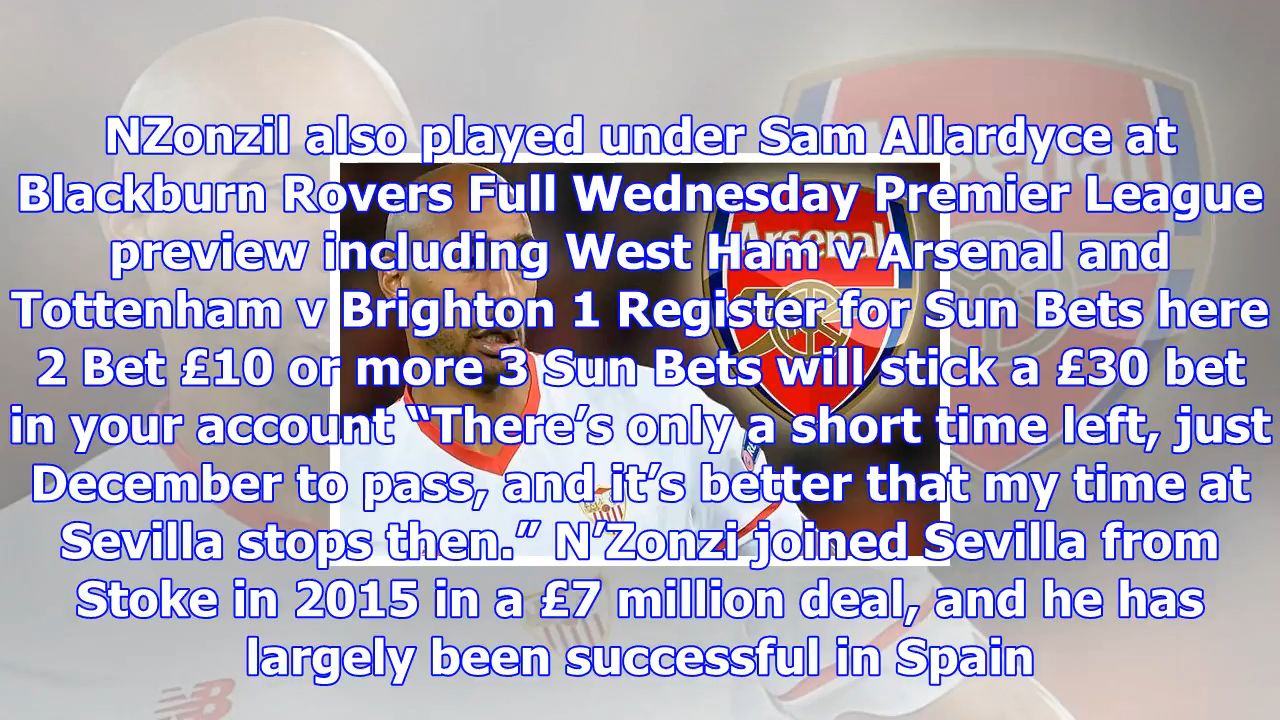 NZonzil also played under Sam Allardyce at
Blackburn Rovers Full Wednesday Premier League
preview including West Ham v Arsenal and
Tottenham v Brighton 1 Register for Sun Bets here
2 Bet £10 or more 3 Sun Bets will stick a £30 bet
in your account “There’s only a short time left, just
December to pass, and it’s better that my time at
Sevilla stops then.” N’Zonzi joined Sevilla from
Stoke in 2015 in a £7 million deal, and he has
largely been successful in Spain
Arsenal